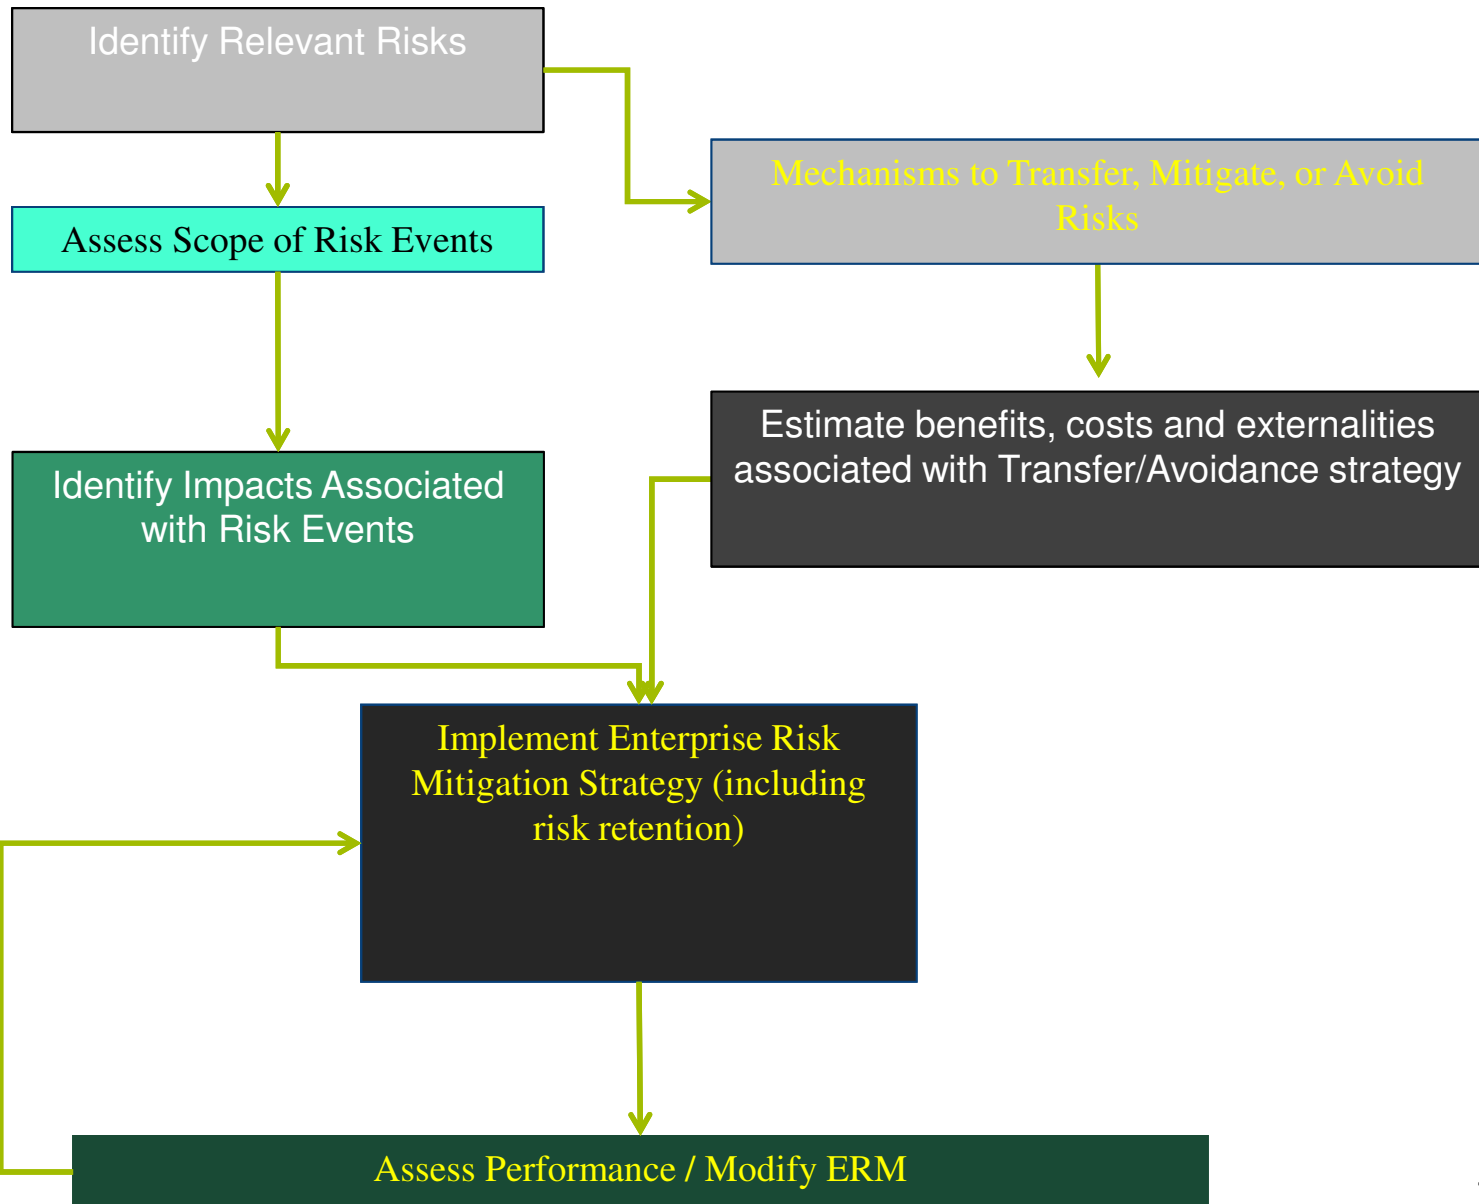 Identify Relevant Risks
Mechanisms to Transfer, Mitigate, or Avoid
Risks
Assess Scope of Risk Events
Estimate benefits, costs and externalities
associated with Transfer/Avoidance strategy
Identify Impacts Associated
with Risk Events
Implement Enterprise Risk
Mitigation Strategy (including
risk retention)
Assess Performance / Modify ERM